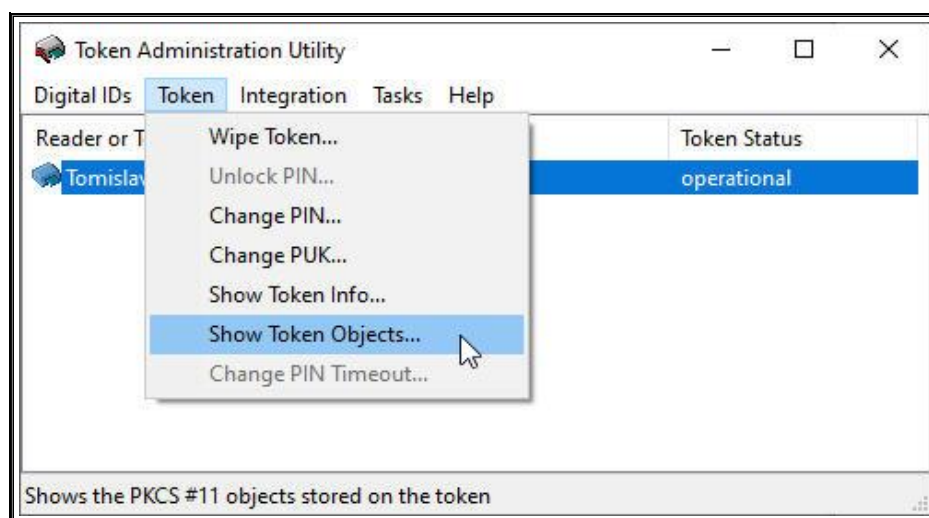 Token Administration Utility
Digital IDs Token Integration Tasks Help
Reader or Token Status
Wipe Token...
operational
Unlock PIN...
Change PIN...
Change PUK...
Show Token Info...
Show Token Objects...
Change PIN Timeout...
Shows the PKCS #11 objects stored on the token